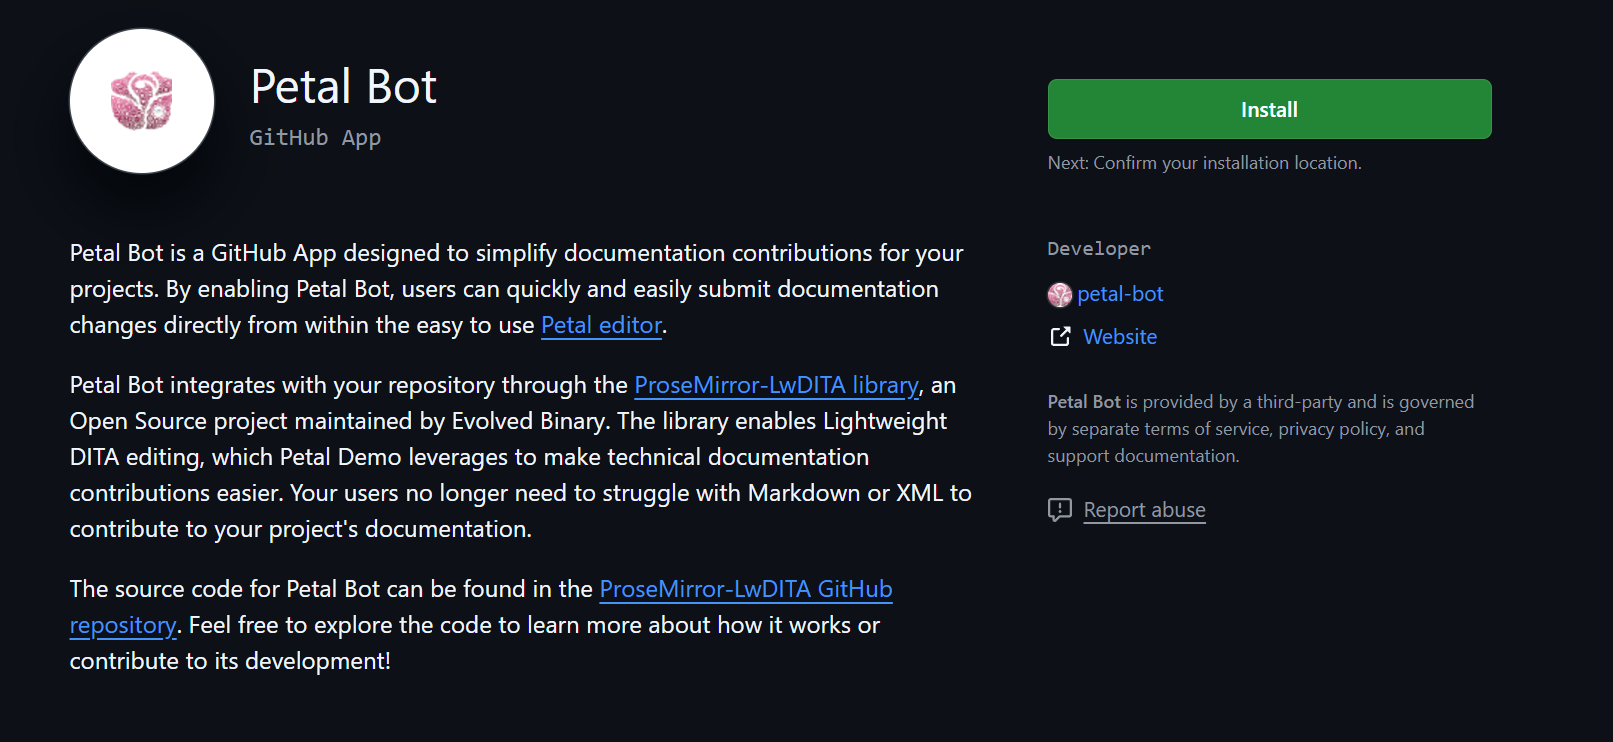 Petal Bot
GitHub App
Petal Bot is a GitHub App designed to simplify documentation contributions for your
projects. By enabling Petal Bot, users can quickly and easily submit documentation
changes directly from within the easy to use Petal editor.
Petal Bot integrates with your repository through the ProseMirror-LwDITA library, an
Open Source project maintained by Evolved Binary. The library enables Lightweight
DITA editing, which Petal Demo leverages to make technical documentation
contributions easier. Your users no longer need to struggle with Markdown or XML to
contribute to your project's documentation.
The source code for Petal Bot can be found in the ProseMirror-LwDITA GitHub
repository. Feel free to explore the code to learn more about how it works or
contribute to its development!
Install
Next: Confirm your installation location.
Developer
petal-bot
Website
Petal Bot is provided by a third-party and is governed
by separate terms of service, privacy policy, and
support documentation.
Report abuse